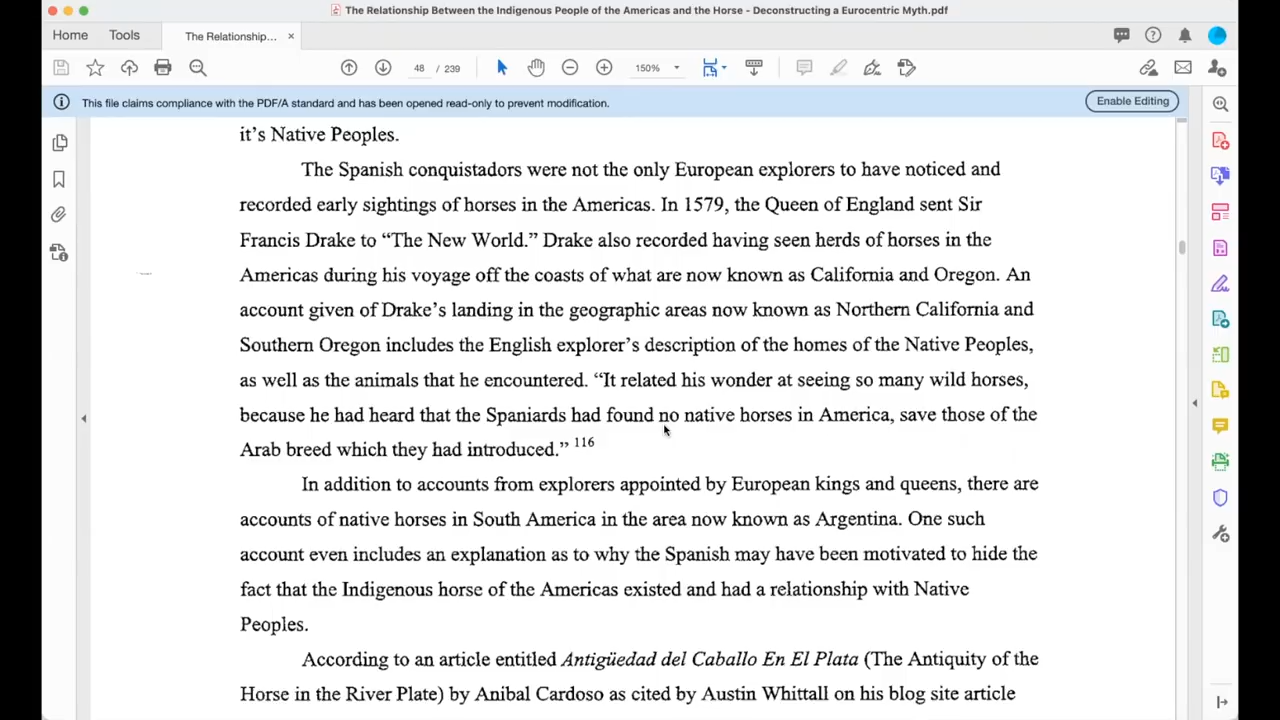 The Relationship Between the Indigenous People of the Americas and the Horse - Deconstructing a Eurocentric Myth.pdf
Home Tools The Relationship... ×
48 / 239 150%
This file claims compliance with the PDF/A standard and has been opened read-only to prevent modification. Enable Editing
it’s Native Peoples.
The Spanish conquistadors were not the only European explorers to have noticed and
recorded early sightings of horses in the Americas. In 1579, the Queen of England sent Sir
Francis Drake to “The New World.” Drake also recorded having seen herds of horses in the
Americas during his voyage off the coasts of what are now known as California and Oregon. An
account given of Drake’s landing in the geographic areas now known as Northern California and
Southern Oregon includes the English explorer’s description of the homes of the Native Peoples,
as well as the animals that he encountered. “It related his wonder at seeing so many wild horses,
because he had heard that the Spaniards had found no native horses in America, save those of the
Arab breed which they had introduced.” 116
In addition to accounts from explorers appointed by European kings and queens, there are
accounts of native horses in South America in the area now known as Argentina. One such
account even includes an explanation as to why the Spanish may have been motivated to hide the
fact that the Indigenous horse of the Americas existed and had a relationship with Native
Peoples.
According to an article entitled Antigüedad del Caballo En El Plata (The Antiquity of the
Horse in the River Plate) by Anibal Cardoso as cited by Austin Whittall on his blog site article